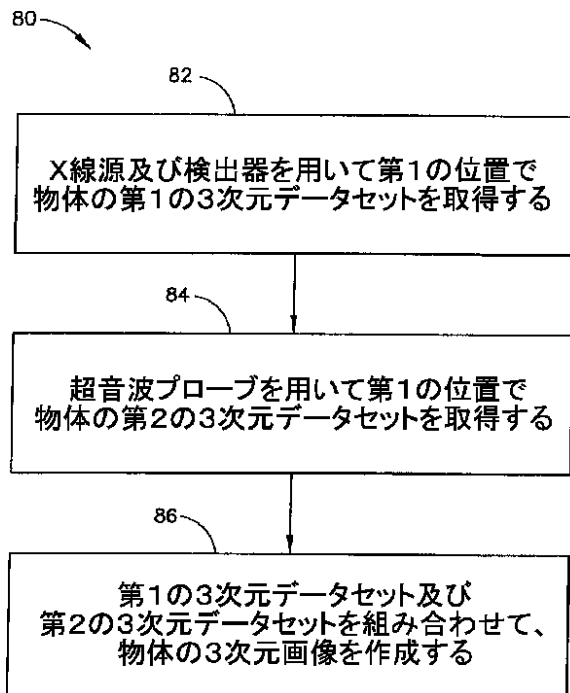 80
82
X線源及び検出器を用いて第1の位置で
物体の第1の3次元データセットを取得する
84
超音波プローブを用いて第1の位置で
物体の第2の3次元データセットを取得する
86
第1の3次元データセット及び
第2の3次元データセットを組み合わせて、
物体の3次元画像を作成する